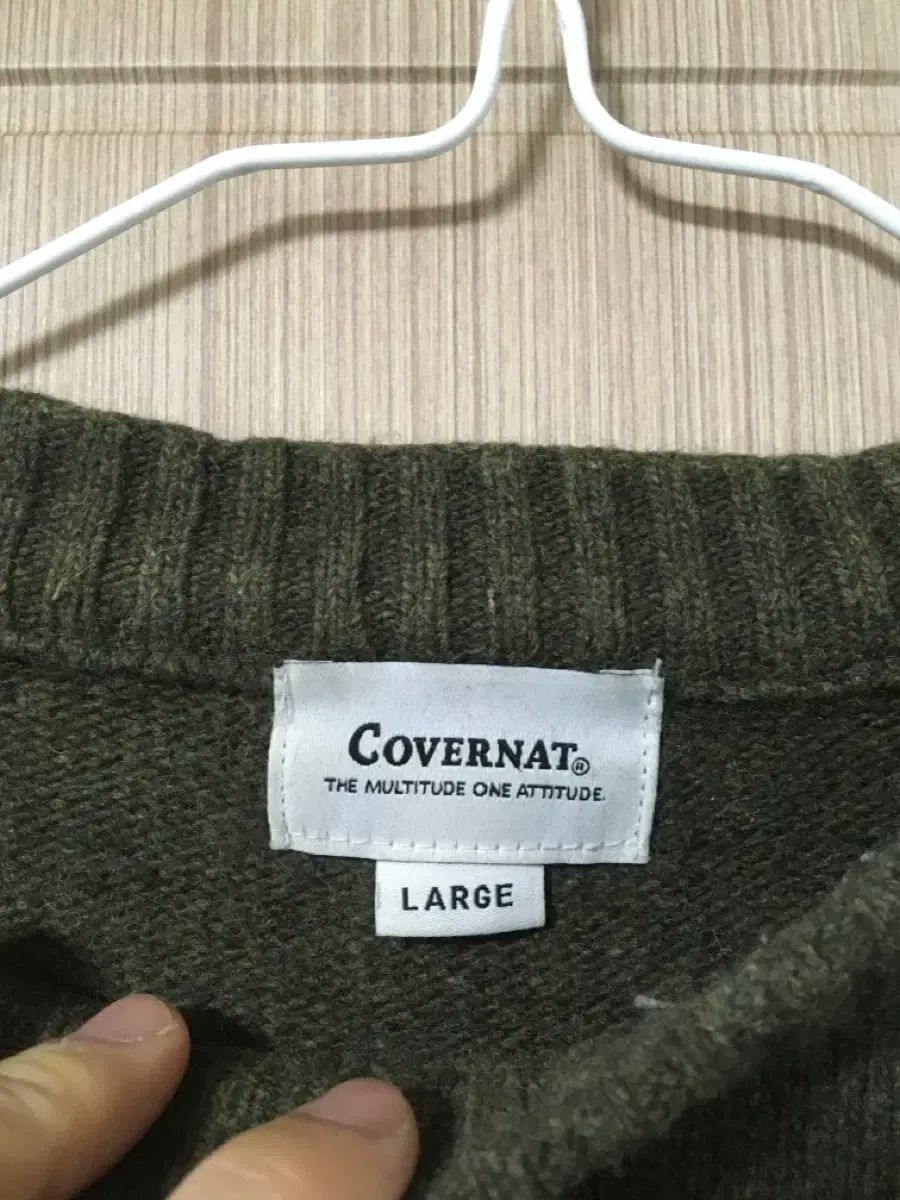 COVERNAT®
THE MULTITUDE ONE ATTITUDE.
LARGE